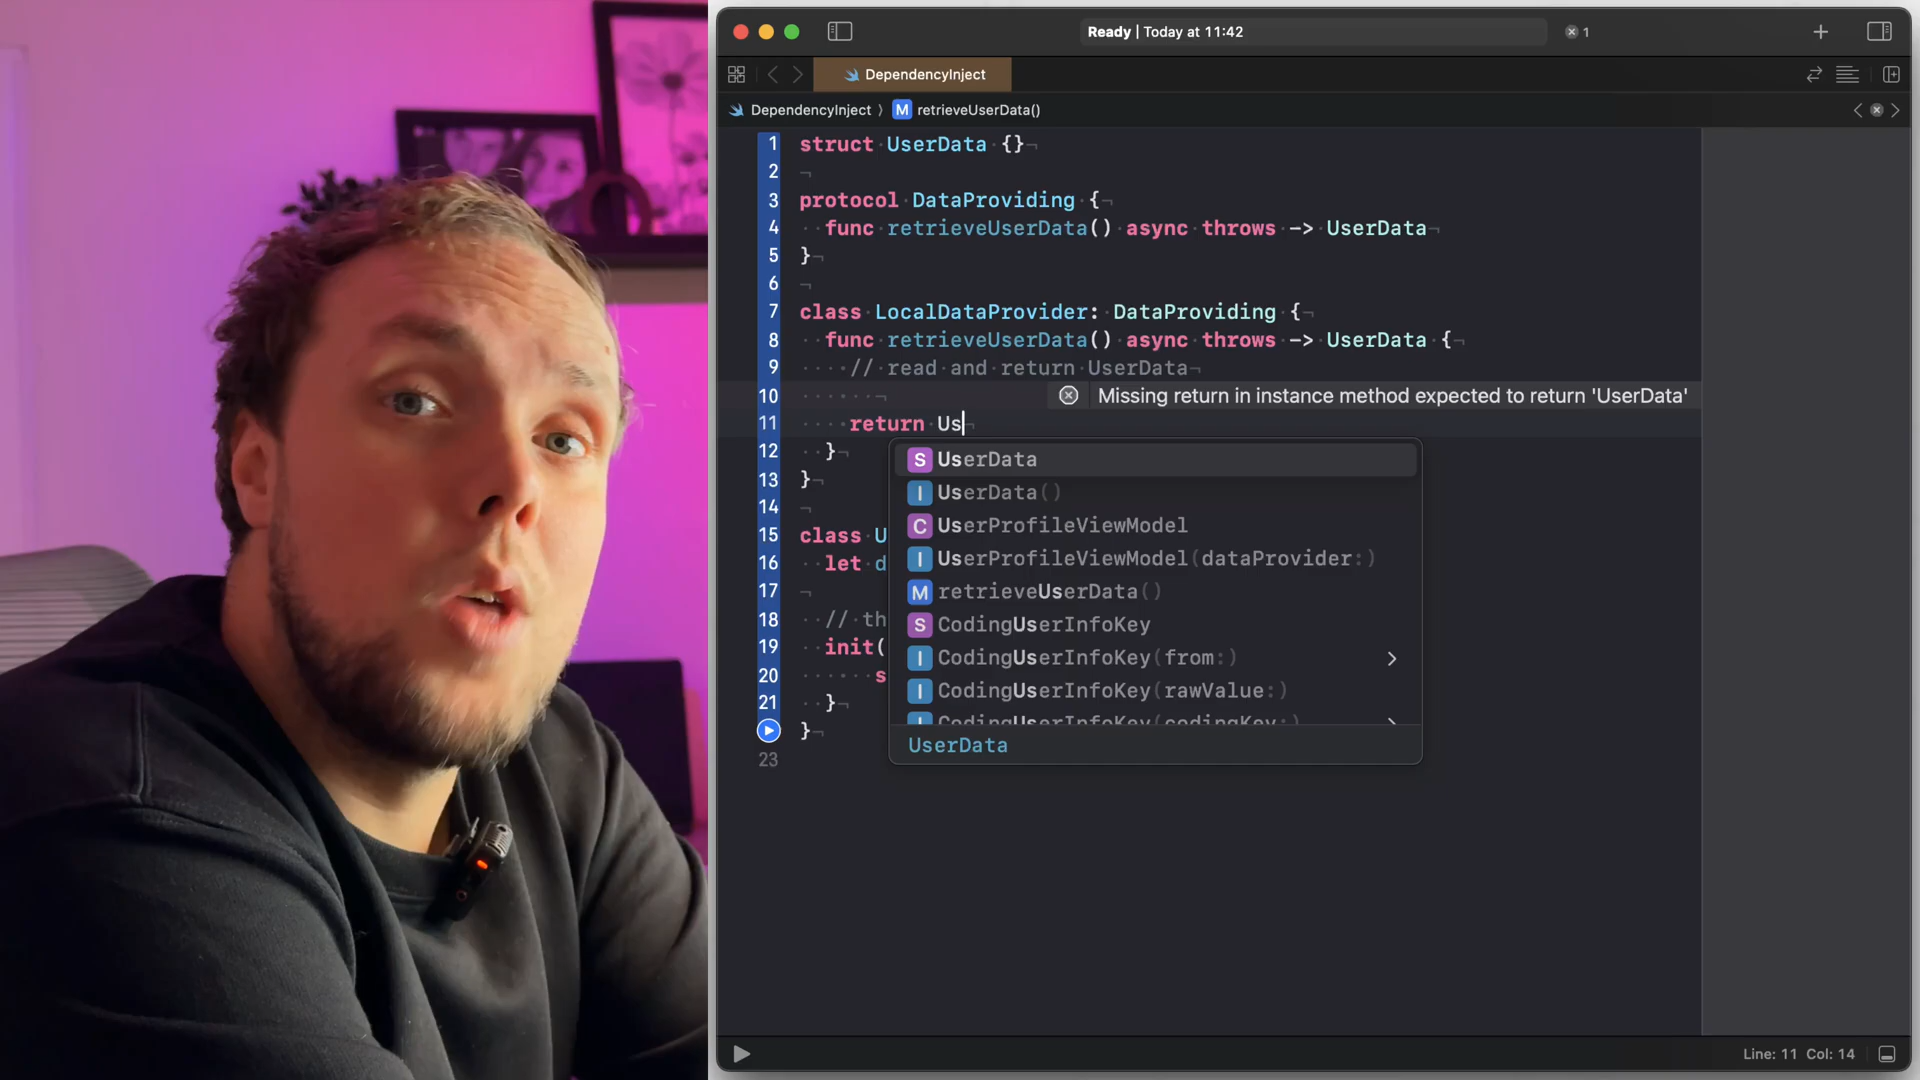 Ready | Today at 11:42
1
DependencyInject
DependencyInject 〉 M retrieveUserData()
1 struct UserData {}
2
3 protocol DataProviding {
4 func retrieveUserData() async throws -> UserData
5 }
6
7 class LocalDataProvider: DataProviding {
8 func retrieveUserData() async throws -> UserData {
9 // read and return UserData
10 Missing return in instance method expected to return 'UserData'
11 return Us
12 }
13 }
14
15 class U
16 let d
17
18 // th
19 init(
20 s
21 }
}
23
S UserData
I UserData()
C UserProfileViewModel
I UserProfileViewModel(dataProvider:)
M retrieveUserData()
S CodingUserInfoKey
I CodingUserInfoKey(from:)
I CodingUserInfoKey(rawValue:)
I CodingUserInfoKey(codingKey:)
UserData
Line: 11 Col: 14